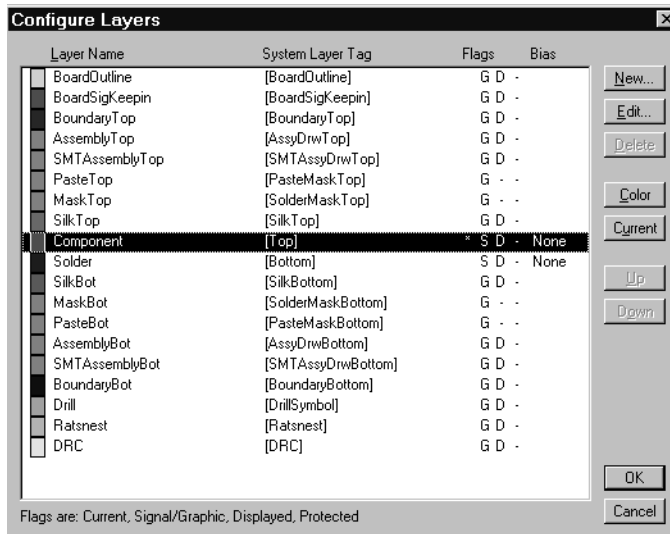 Configure Layers
Layer Name System Layer Tag Flags Bias
BoardOutline [BoardOutline] G D -
BoardSigKeepin [BoardSigKeepin] G D -
BoundaryTop [BoundaryTop] G D -
AssemblyTop [AssyDrwTop] G D -
SMTAssemblyTop [SMTAssyDrwTop] G D -
PasteTop [PasteMaskTop] G - -
MaskTop [SolderMaskTop] G - -
SilkTop [SilkTop] G D -
Component [Top] * S D - None
Solder [Bottom] S D - None
SilkBot [SilkBottom] G D -
MaskBot [SolderMaskBottom] G - -
PasteBot [PasteMaskBottom] G - -
AssemblyBot [AssyDrwBottom] G D -
SMTAssemblyBot [SMTAssyDrwBottom] G D -
BoundaryBot [BoundaryBottom] G D -
Drill [DrillSymbol] G D -
Ratsnest [Ratsnest] G D -
DRC [DRC] G D -
New...
Edit...
Delete
Color
Current
Up
Down
OK
Cancel
Flags are: Current, Signal/Graphic, Displayed, Protected